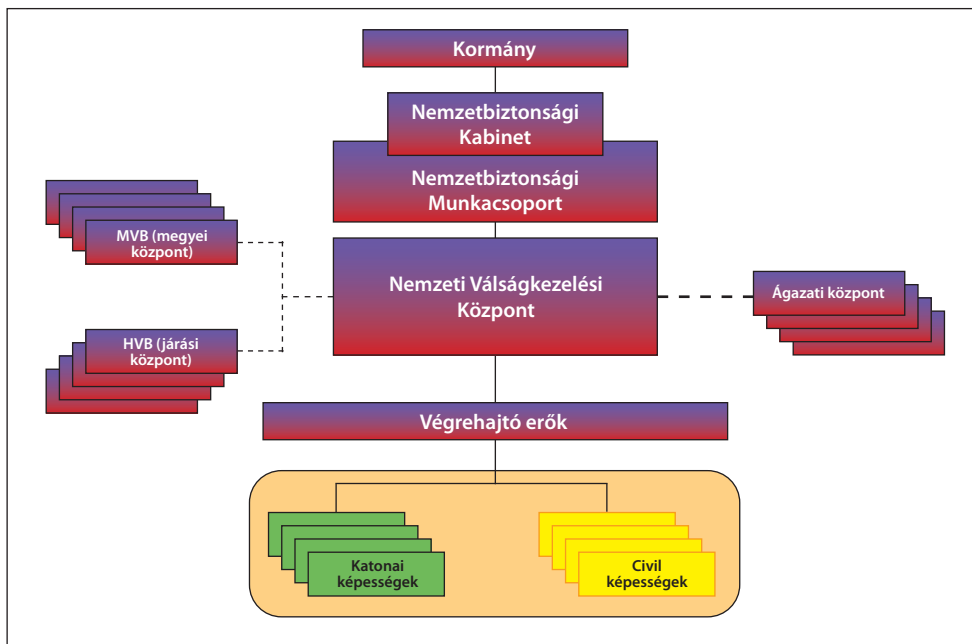 Kormány
Nemzetbiztonsági
Kabinet
Nemzetbiztonsági
Munkacsoport
MVB (megyei
központ)
Nemzeti Válságkezelési
Központ
Ágazati központ
HVB (járási
központ)
Végrehajtó erők
Katonai
képességek
Civil
képességek